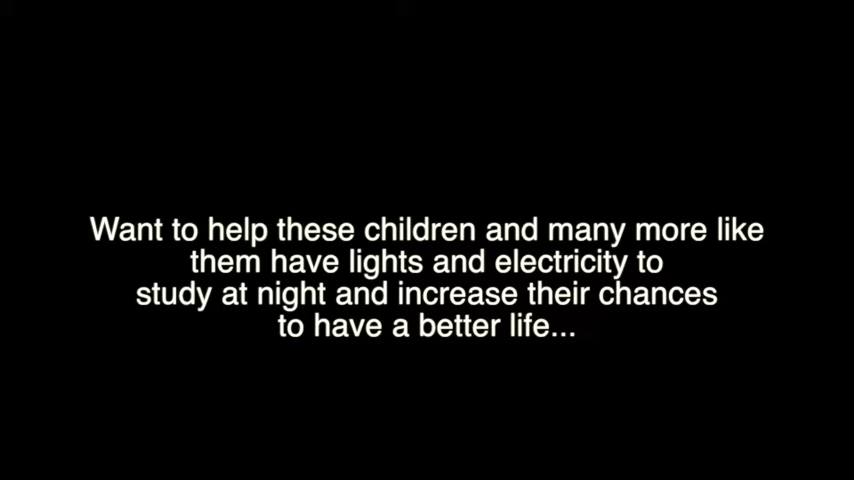 Want to help these children and many more like
them have lights and electricity to
study at night and increase their chances
to have a better life...